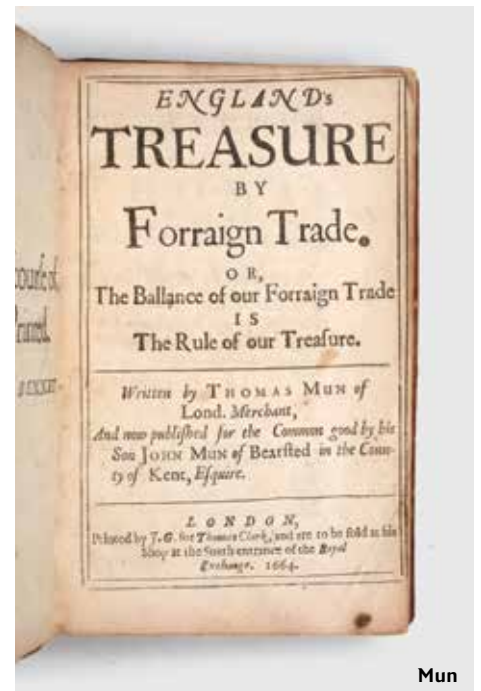 ourse of,
Printed.
ENGLAND's
TREASURE
BY
Forraign Trade.
OR,
The Ballance of our Forraign Trade
IS
The Rule of our Treaſure.
Written by THOMAS MUN of
Lond. Merchant,
And now publiſhed for the Common good by his
Son JOHN MUN of Bearſted in the Coun-
ty of Kent, Eſquire.
LONDON,
Printed by J. G. for Thomas Clark, and are to be ſold at his
Shop at the South entrance of the Royal
Exchange. 1664.
Mun